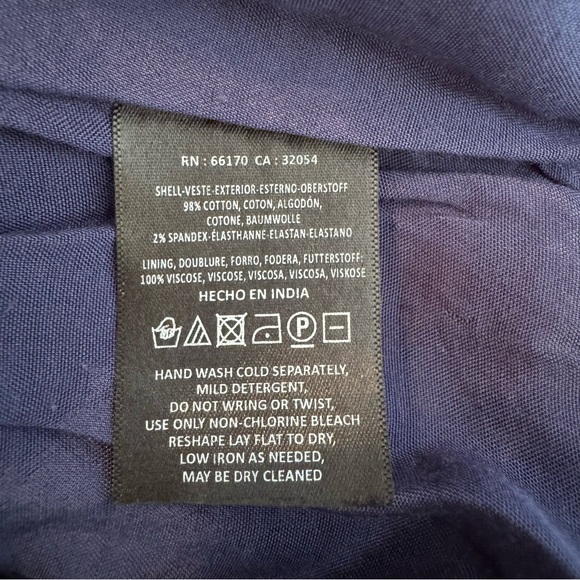 RN : 66170 CA : 32054
SHELL-VESTE-EXTERIOR-ESTERNO-OBERSTOFF
98% COTTON, COTON, ALGODÓN,
COTONE, BAUMWOLLE
2% SPANDEX-ÉLASTHANNE-ELASTAN-ELASTANO
LINING, DOUBLURE, FORRO, FODERA, FUTTERSTOFF:
100% VISCOSE, VISCOSE, VISCOSA, VISCOSA, VISKOSE
HECHO EN INDIA
P
HAND WASH COLD SEPARATELY,
MILD DETERGENT,
DO NOT WRING OR TWIST,
USE ONLY NON-CHLORINE BLEACH
RESHAPE LAY FLAT TO DRY,
LOW IRON AS NEEDED,
MAY BE DRY CLEANED